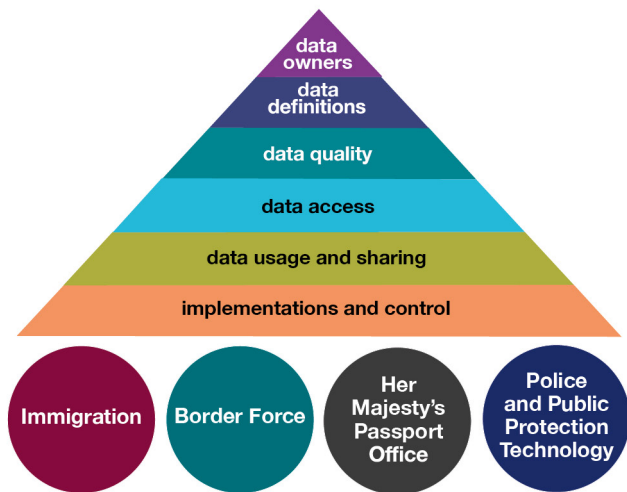 data
owners
data
definitions
data quality
data access
data usage and sharing
implementations and control
Immigration
Border Force
Her
Majesty's
Passport
Office
Police
and Public
Protection
Technology